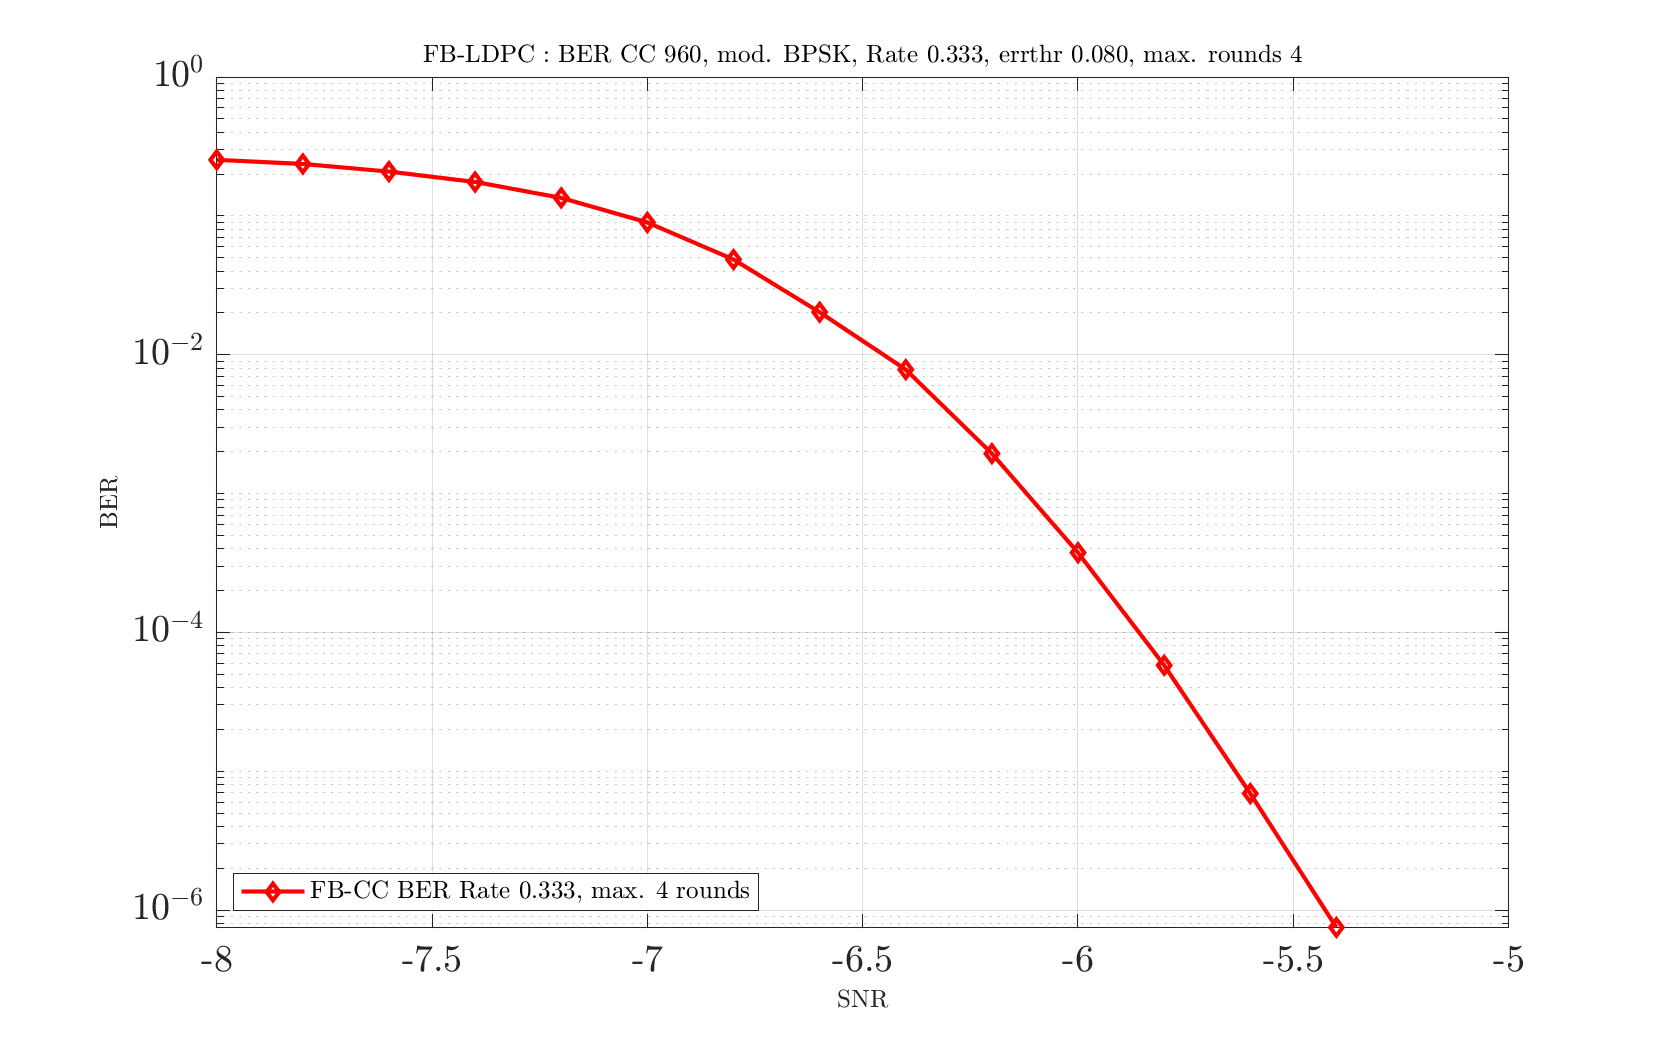 FB-LDPC : BER CC 960, mod. BPSK, Rate 0.333, errthr 0.080, max. rounds 4
10^0
10^-2
10^-4
10^-6
BER
FB-CC BER Rate 0.333, max. 4 rounds
-8 -7.5 -7 -6.5 -6 -5.5 -5
SNR